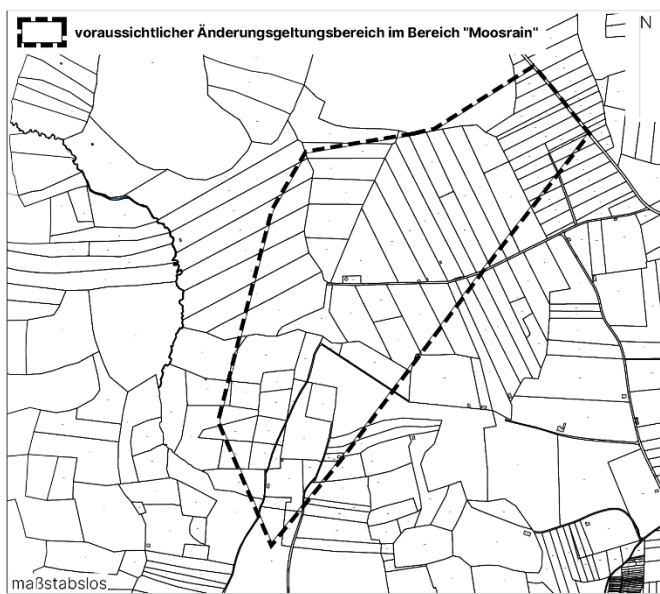 voraussichtlicher Änderungsgeltungsbereich im Bereich "Moosrain"
N
maßstabslos